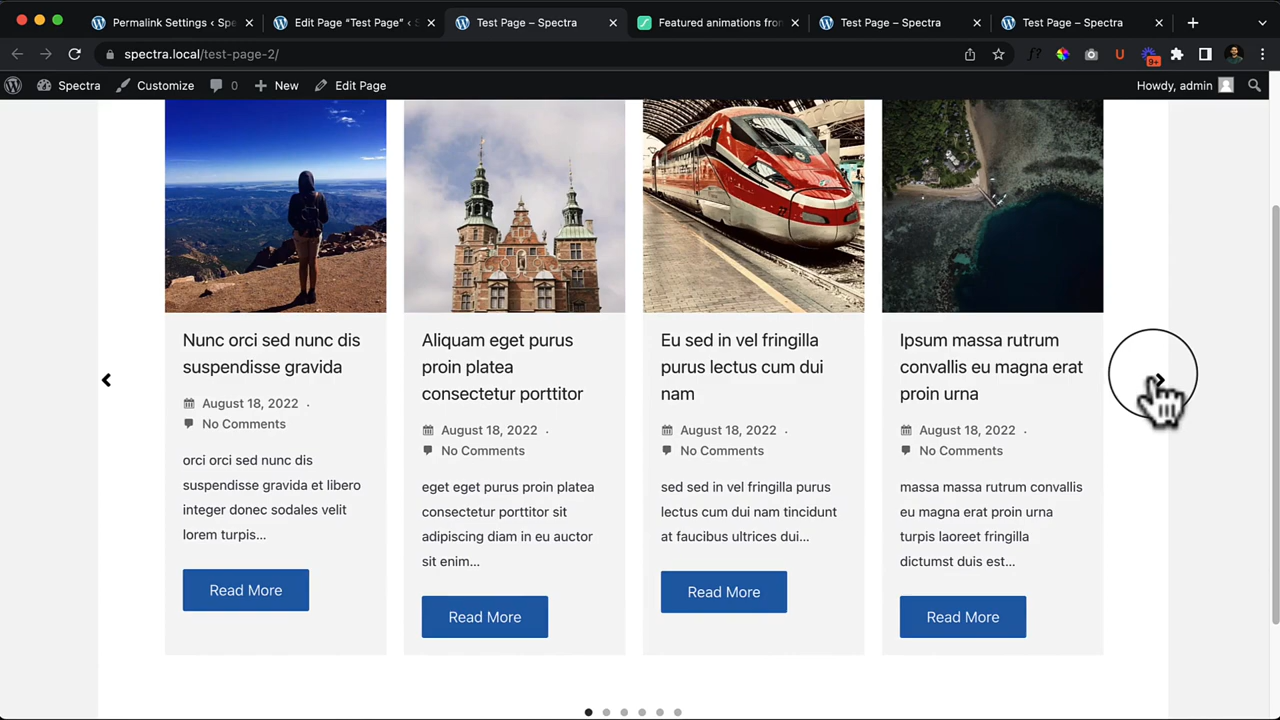 Permalink Settings ‹ Spe
Edit Page “Test Page” ‹ S
Test Page – Spectra
Featured animations from
Test Page – Spectra
Test Page – Spectra
spectra.local/test-page-2/
f?
U
9+
Spectra
Customize
0
New
Edit Page
Howdy, admin
Nunc orci sed nunc dis
suspendisse gravida
August 18, 2022 ·
No Comments
orci orci sed nunc dis
suspendisse gravida et libero
integer donec sodales velit
lorem turpis...
Read More
Aliquam eget purus
proin platea
consectetur porttitor
August 18, 2022 ·
No Comments
eget eget purus proin platea
consectetur porttitor sit
adipiscing diam in eu auctor
sit enim...
Read More
Eu sed in vel fringilla
purus lectus cum dui
nam
August 18, 2022 ·
No Comments
sed sed in vel fringilla purus
lectus cum dui nam tincidunt
at faucibus ultrices dui...
Read More
Ipsum massa rutrum
convallis eu magna erat
proin urna
August 18, 2022 ·
No Comments
massa massa rutrum convallis
eu magna erat proin urna
turpis laoreet fringilla
dictumst duis est...
Read More